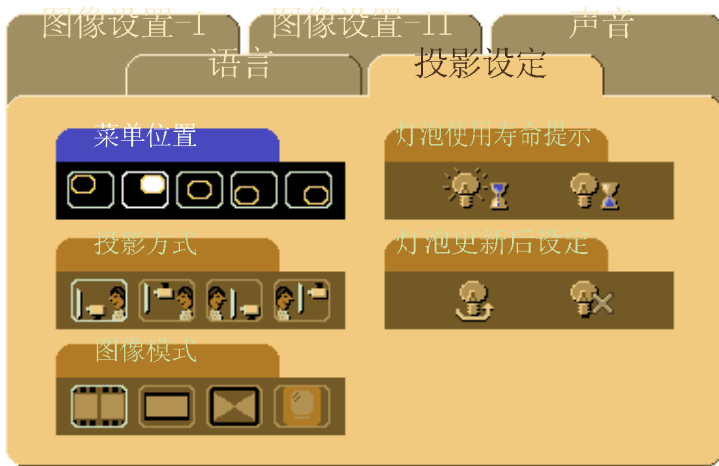 图像设置-I 图像设置-II 声音
语言 投影设定
菜单位置 灯泡使用寿命提示
投影方式 灯泡更新后设定
图像模式